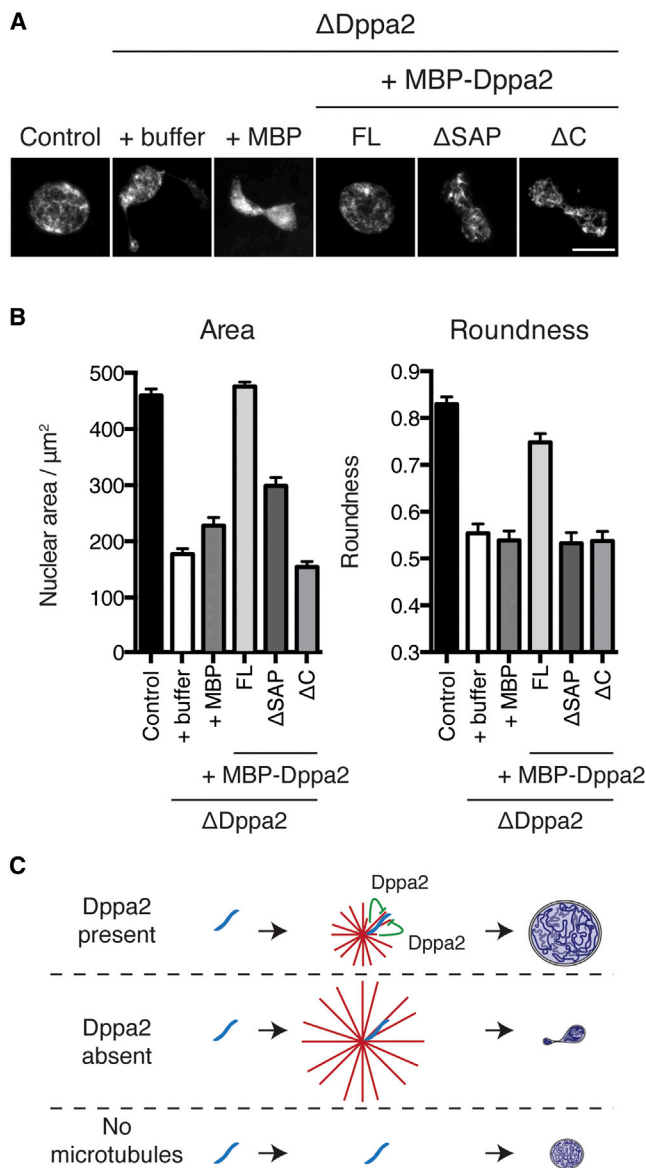 A
ΔDppa2
+ MBP-Dppa2
Control + buffer + MBP FL ΔSAP ΔC
B
Area
Nuclear area / μm²
500
400
300
200
100
0
Control
+ buffer
+ MBP
FL
ΔSAP
ΔC
+ MBP-Dppa2
ΔDppa2
Roundness
Roundness
0.9
0.8
0.7
0.6
0.5
0.4
0.3
Control
+ buffer
+ MBP
FL
ΔSAP
ΔC
+ MBP-Dppa2
ΔDppa2
C
Dppa2
present
Dppa2
Dppa2
Dppa2
absent
No
microtubules